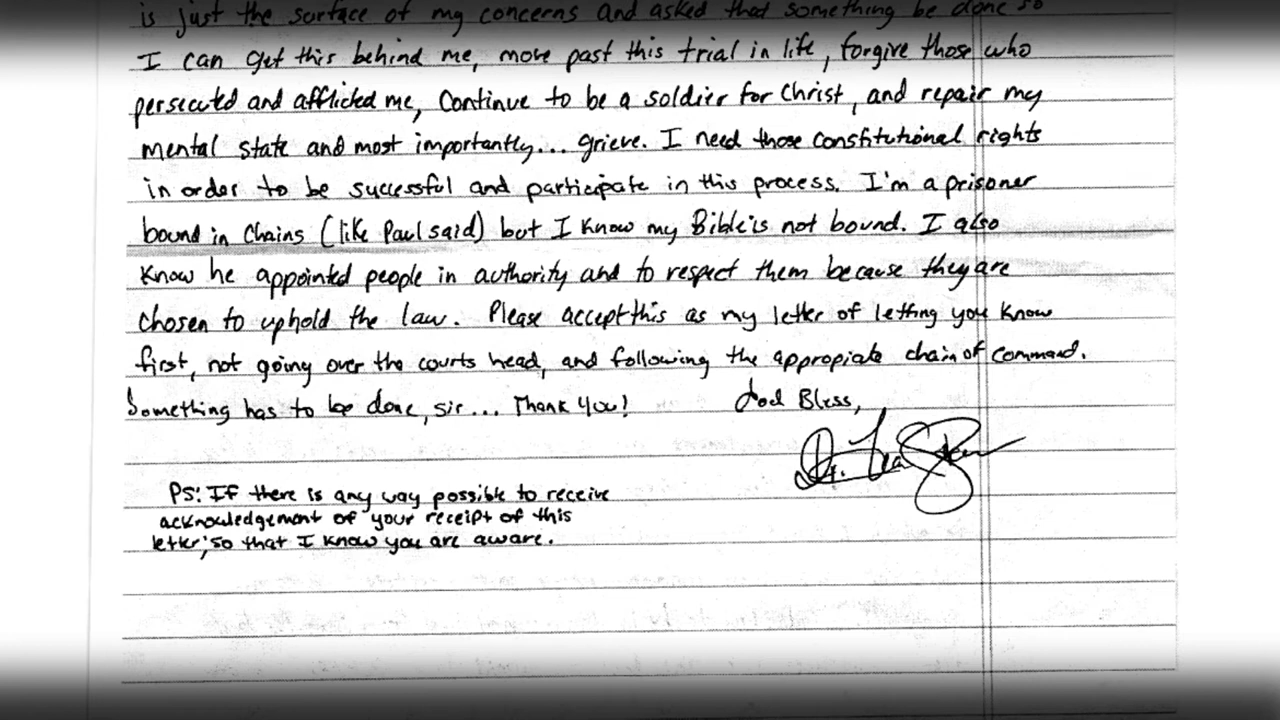 is just the surface of my concerns and asked that something be done so
I can get this behind me, move past this trial in life, forgive those who
persecuted and afflicted me, Continue to be a soldier for Christ, and repair my
mental state and most importantly... grieve. I need those constitutional rights
in order to be successful and participate in this process. I'm a prisoner
bound in Chains (like Paul said) but I know my Bible is not bound. I also
know he appointed people in authority and to respect them because they are
chosen to uphold the law. Please accept this as my letter of letting you know
first, not going over the courts head, and following the appropiate chain of command.
Something has to be done, sir... Thank You! God Bless,
PS: If there is any way possible to receive
acknowledgement of your receipt of this
letter, so that I know you are aware.